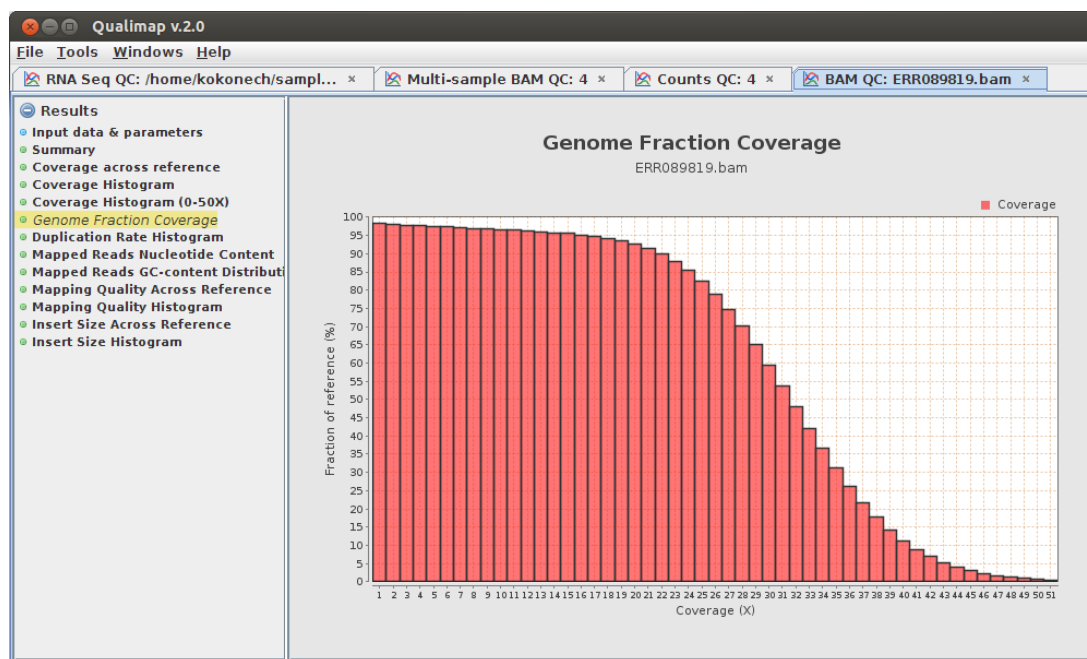 Qualimap v.2.0
File Tools Windows Help
RNA Seq QC: /home/kokonech/sampl... × Multi-sample BAM QC: 4 × Counts QC: 4 × BAM QC: ERR089819.bam ×
Results
Input data & parameters
Summary
Coverage across reference
Coverage Histogram
Coverage Histogram (0-50X)
Genome Fraction Coverage
Duplication Rate Histogram
Mapped Reads Nucleotide Content
Mapped Reads GC-content Distributi
Mapping Quality Across Reference
Mapping Quality Histogram
Insert Size Across Reference
Insert Size Histogram
Genome Fraction Coverage
ERR089819.bam
Coverage
Fraction of reference (%)
100
95
90
85
80
75
70
65
60
55
50
45
40
35
30
25
20
15
10
5
0
1 2 3 4 5 6 7 8 9 10 11 12 13 14 15 16 17 18 19 20 21 22 23 24 25 26 27 28 29 30 31 32 33 34 35 36 37 38 39 40 41 42 43 44 45 46 47 48 49 50 51
Coverage (X)